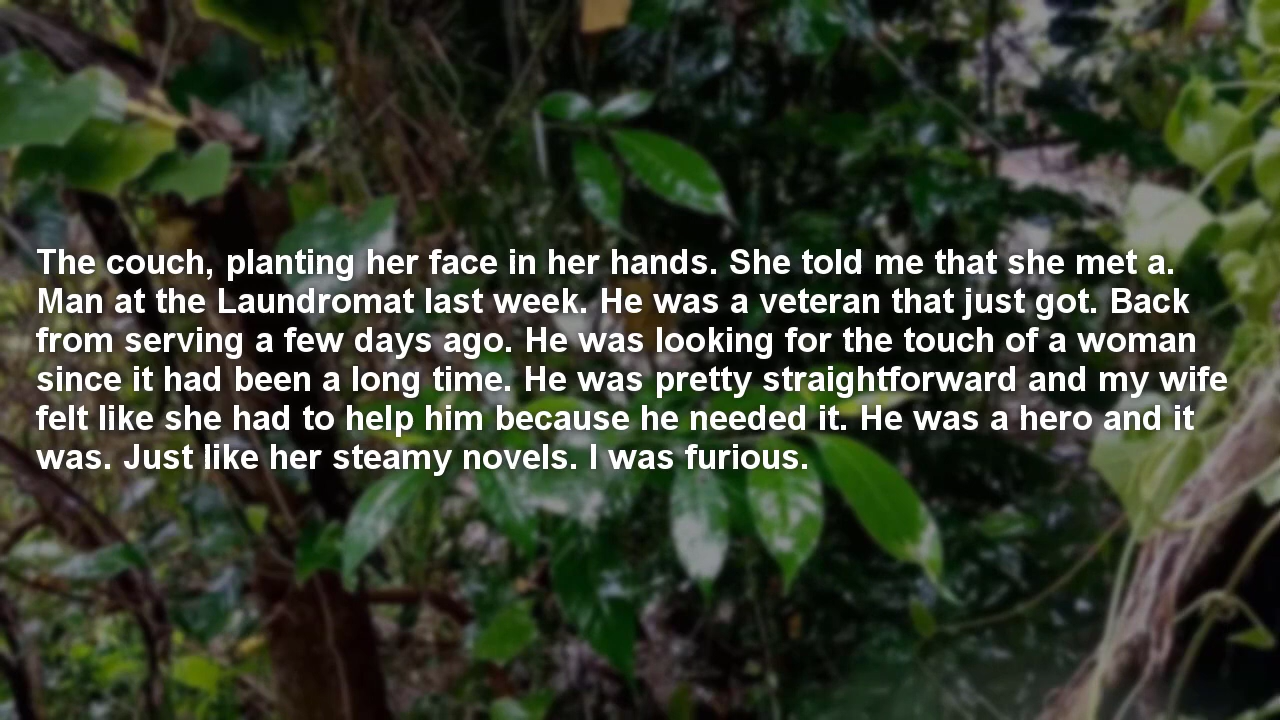 The couch, planting her face in her hands. She told me that she met a.
Man at the Laundromat last week. He was a veteran that just got. Back
from serving a few days ago. He was looking for the touch of a woman
since it had been a long time. He was pretty straightforward and my wife
felt like she had to help him because he needed it. He was a hero and it
was. Just like her steamy novels. I was furious.